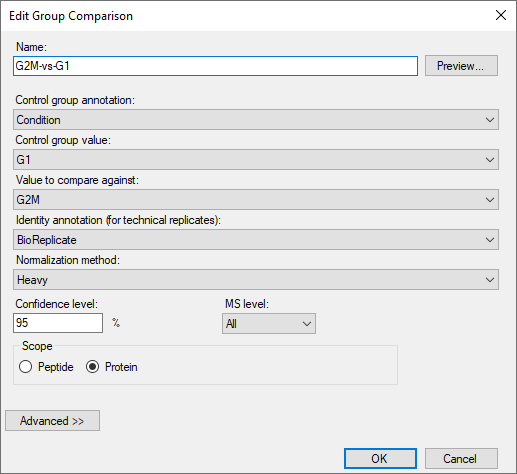 Edit Group Comparison
Name:
G2M-vs-G1
Preview...
Control group annotation:
Condition
Control group value:
G1
Value to compare against:
G2M
Identity annotation (for technical replicates):
BioReplicate
Normalization method:
Heavy
Confidence level:
MS level:
95 %
All
Scope
Peptide
Protein
Advanced >>
OK
Cancel